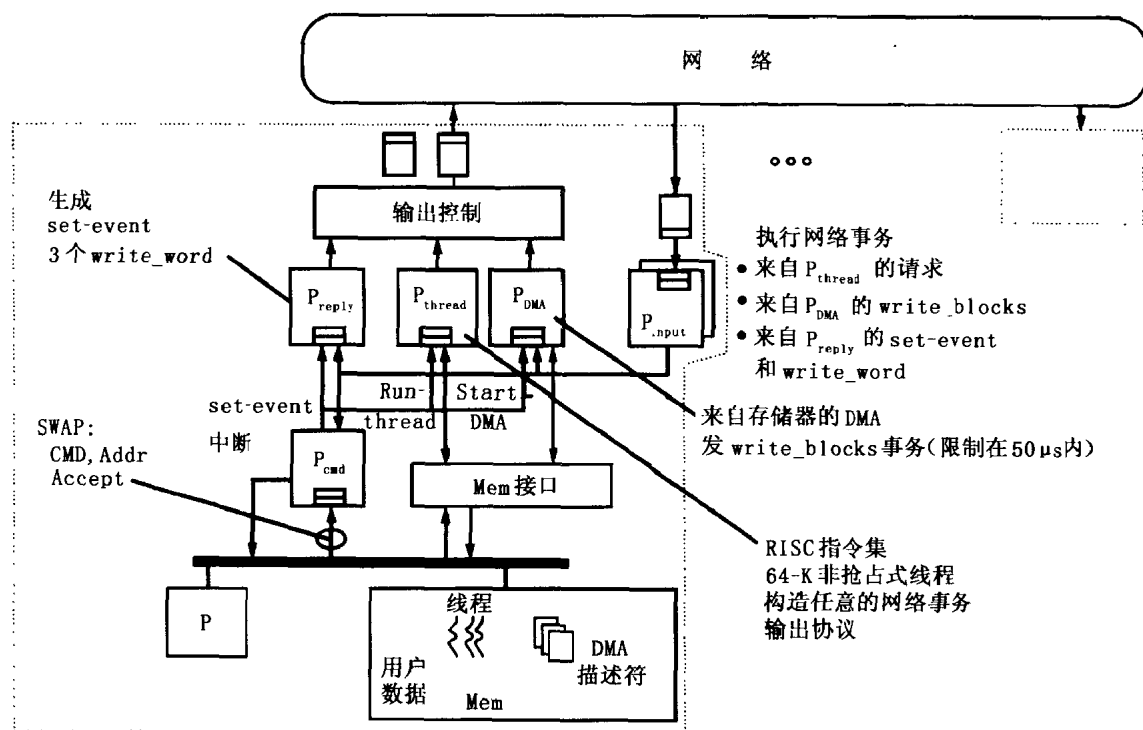 网 络
生成
set-event
3个write_word
输出控制
P_reply
P_thread
P_DMA
P_input
执行网络事务
• 来自P_thread 的请求
• 来自P_DMA 的write_blocks
• 来自P_reply 的set-event
和write_word
set-event
中断
Run-
thread
Start
DMA
来自存储器的DMA
发write_blocks事务(限制在50μs内)
SWAP:
CMD, Addr
Accept
P_cmd
Mem接口
RISC指令集
64-K非抢占式线程
构造任意的网络事务
输出协议
P
线程
用户
数据
DMA
描述符
Mem